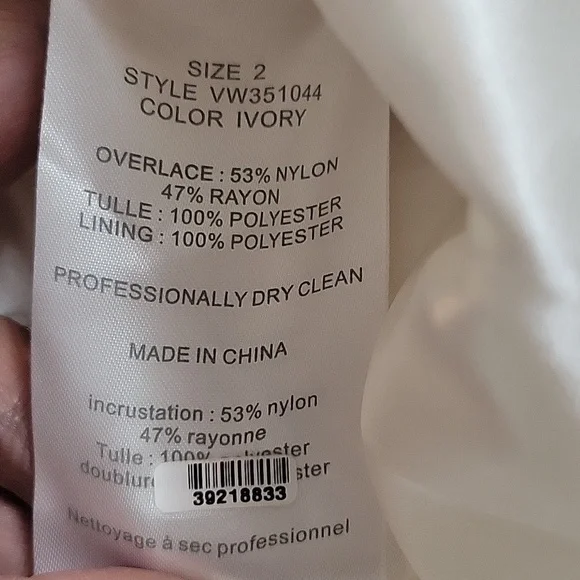 SIZE 2
STYLE VW351044
COLOR IVORY
OVERLACE : 53% NYLON
47% RAYON
TULLE : 100% POLYESTER
LINING : 100% POLYESTER
PROFESSIONALLY DRY CLEAN
MADE IN CHINA
incrustation : 53% nylon
47% rayonne
Tulle : 100%
39218833
Nettoyage à sec professionnel